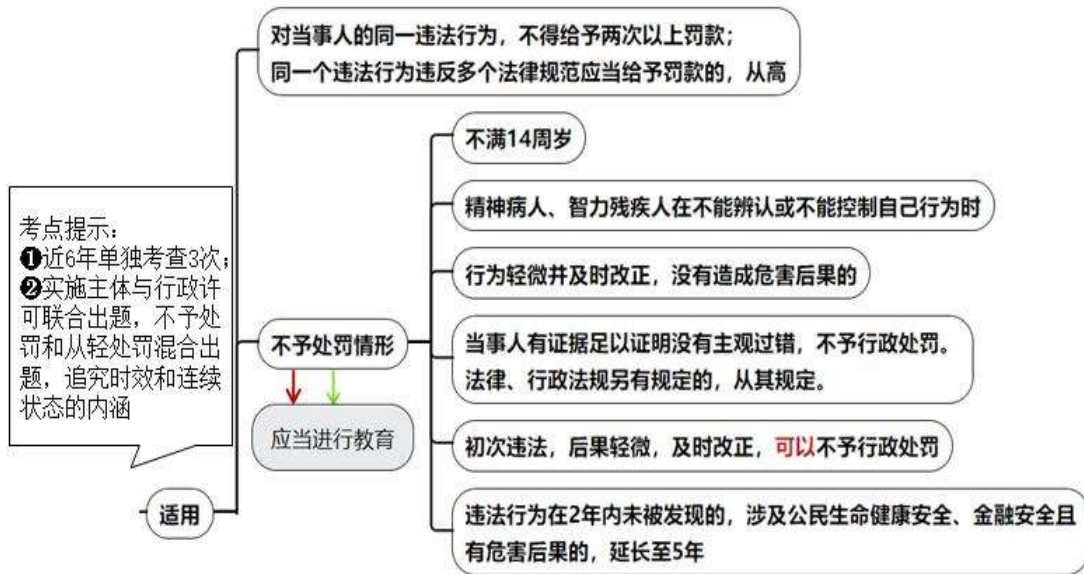 对当事人的同一违法行为，不得给予两次以上罚款；
同一个违法行为违反多个法律规范应当给予罚款的，从高
不满14周岁
精神病人、智力残疾人在不能辨认或不能控制自己行为时
考点提示：
❶近6年单独考查3次；
❷实施主体与行政许
可联合出题，不予处
罚和从轻处罚混合出
题，追究时效和连续
状态的内涵
行为轻微并及时改正，没有造成危害后果的
不予处罚情形
当事人有证据足以证明没有主观过错，不予行政处罚。
法律、行政法规另有规定的，从其规定。
应当进行教育
初次违法，后果轻微，及时改正，可以不予行政处罚
适用
违法行为在2年内未被发现的，涉及公民生命健康安全、金融安全且
有危害后果的，延长至5年